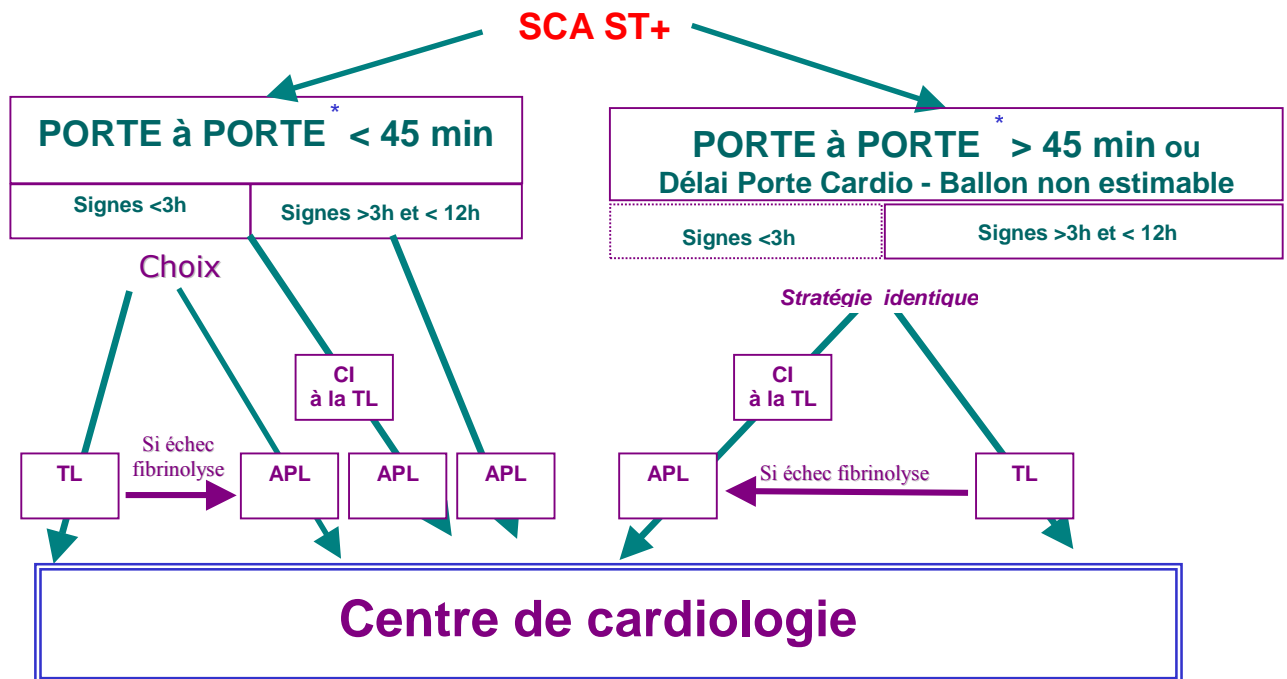 SCA ST+
PORTE à PORTE * < 45 min
Signes <3h
Signes >3h et < 12h
PORTE à PORTE * > 45 min ou
Délai Porte Cardio - Ballon non estimable
Signes <3h
Signes >3h et < 12h
Choix
Stratégie identique
CI
à la TL
CI
à la TL
TL
Si échec
fibrinolyse
APL
APL
APL
APL
Si échec fibrinolyse
TL
Centre de cardiologie